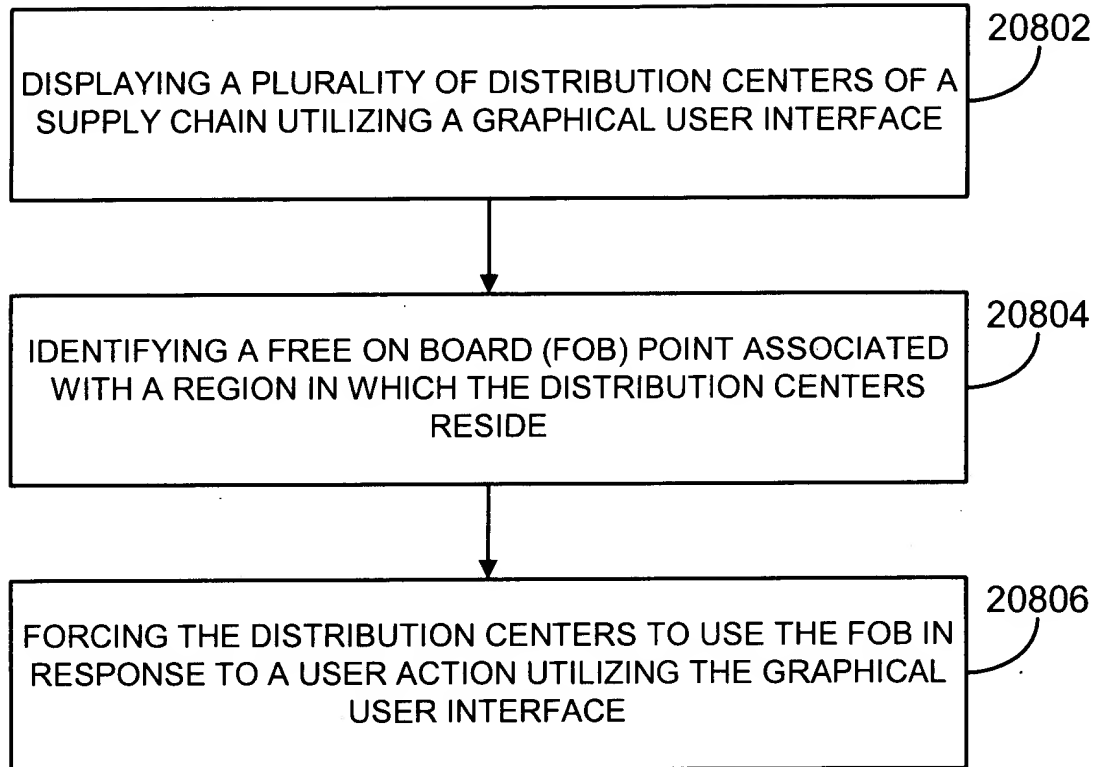 20802
DISPLAYING A PLURALITY OF DISTRIBUTION CENTERS OF A
SUPPLY CHAIN UTILIZING A GRAPHICAL USER INTERFACE
20804
IDENTIFYING A FREE ON BOARD (FOB) POINT ASSOCIATED
WITH A REGION IN WHICH THE DISTRIBUTION CENTERS
RESIDE
20806
FORCING THE DISTRIBUTION CENTERS TO USE THE FOB IN
RESPONSE TO A USER ACTION UTILIZING THE GRAPHICAL
USER INTERFACE